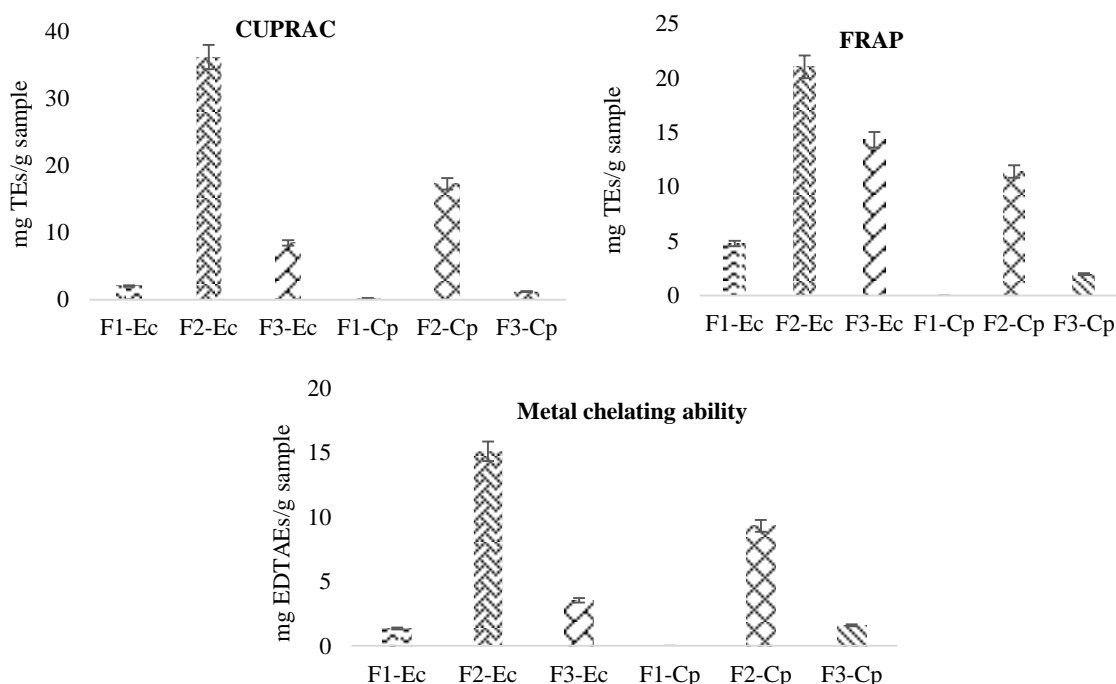 CUPRAC
mg TEs/g sample
40
30
20
10
0
F1-Ec F2-Ec F3-Ec F1-Cp F2-Cp F3-Cp
FRAP
mg TEs/g sample
25
20
15
10
5
0
F1-Ec F2-Ec F3-Ec F1-Cp F2-Cp F3-Cp
Metal chelating ability
mg EDTAEs/g sample
20
15
10
5
0
F1-Ec F2-Ec F3-Ec F1-Cp F2-Cp F3-Cp